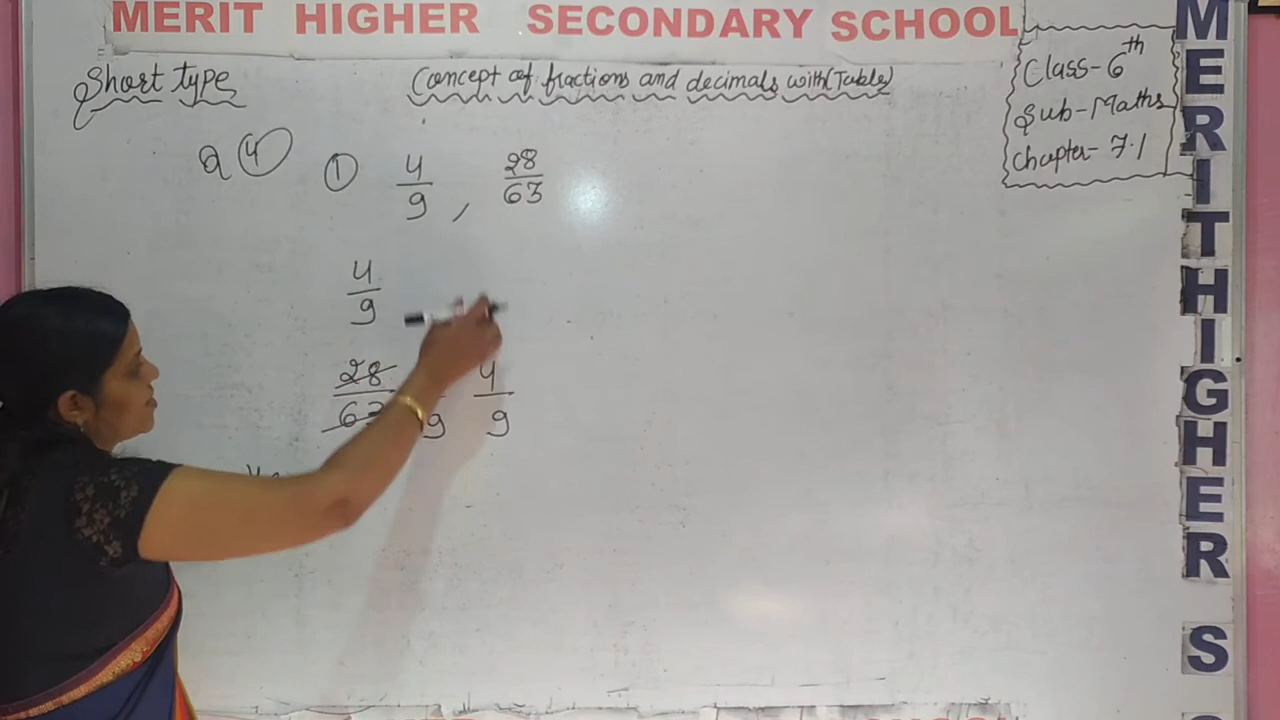 MERIT HIGHER SECONDARY SCHOOL
Short type
Concept of fractions and decimals with (Table)
Class-6th
Sub-Maths
Chapter-7.1
Q 4 1 4/9 , 28/63
4/9
28/63 9 4/9
MERIT HIGHER S